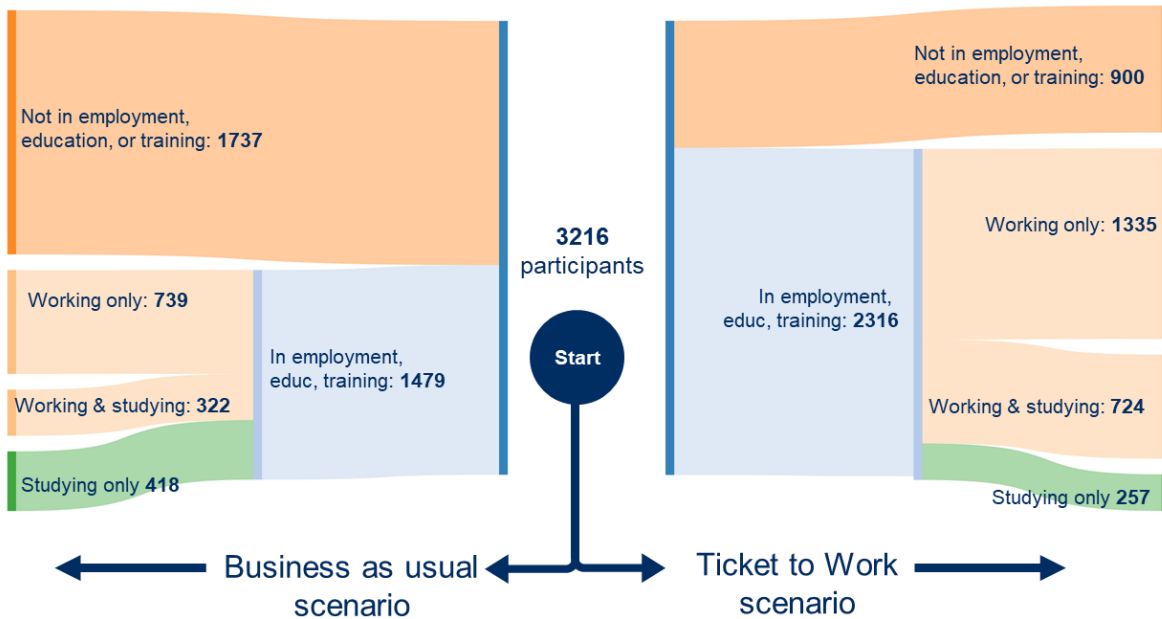 Not in employment,
education, or training: 1737
Working only: 739
Working & studying: 322
Studying only 418
In employment,
educ, training: 1479
3216
participants
Start
Not in employment,
education, or training: 900
In employment,
educ, training: 2316
Working only: 1335
Working & studying: 724
Studying only 257
Business as usual
scenario
Ticket to Work
scenario